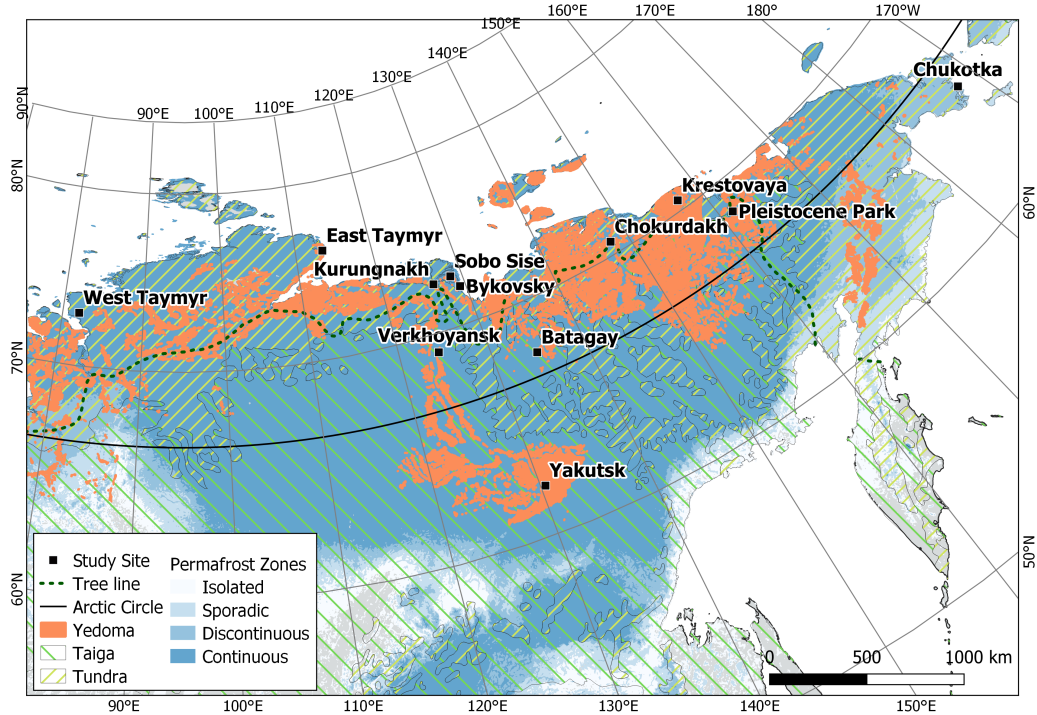 160°E 170°E 180° 170°W
150°E
140°E
130°E
120°E
110°E
100°E
90°E
90°N
80°N
70°N
60°N
60°N
50°N
Chukotka
Krestovaya
Pleistocene Park
Chokurdakh
East Taymyr
Sobo Sise
Kurungnakh
Bykovsky
West Taymyr
Verkhoyansk
Batagay
Yakutsk
Study Site
Tree line
Arctic Circle
Yedoma
Taiga
Tundra
Permafrost Zones
Isolated
Sporadic
Discontinuous
Continuous
0 500 1000 km
90°E 100°E 110°E 120°E 130°E 140°E 150°E